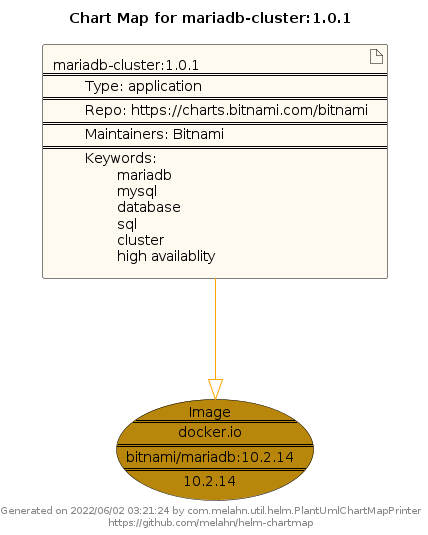 Chart Map for mariadb-cluster:1.0.1
mariadb-cluster:1.0.1
Type: application
Repo: https://charts.bitnami.com/bitnami
Maintainers: Bitnami
Keywords:
mariadb
mysql
database
sql
cluster
high availablity
Image
docker.io
bitnami/mariadb:10.2.14
10.2.14
Generated on 2022/06/02 03:21:24 by com.melahn.util.helm.PlantUmlChartMapPrinter
https://github.com/melahn/helm-chartmap